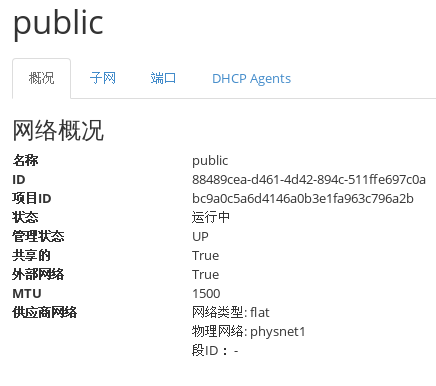 public
概况 子网 端口 DHCP Agents
网络概况
名称 public
ID 88489cea-d461-4d42-894c-511ffe697c0a
项目ID bc9a0c5a6d4146a0b3e1fa963c796a2b
状态 运行中
管理状态 UP
共享的 True
外部网络 True
MTU 1500
供应商网络 网络类型: flat
物理网络: physnet1
段ID： -